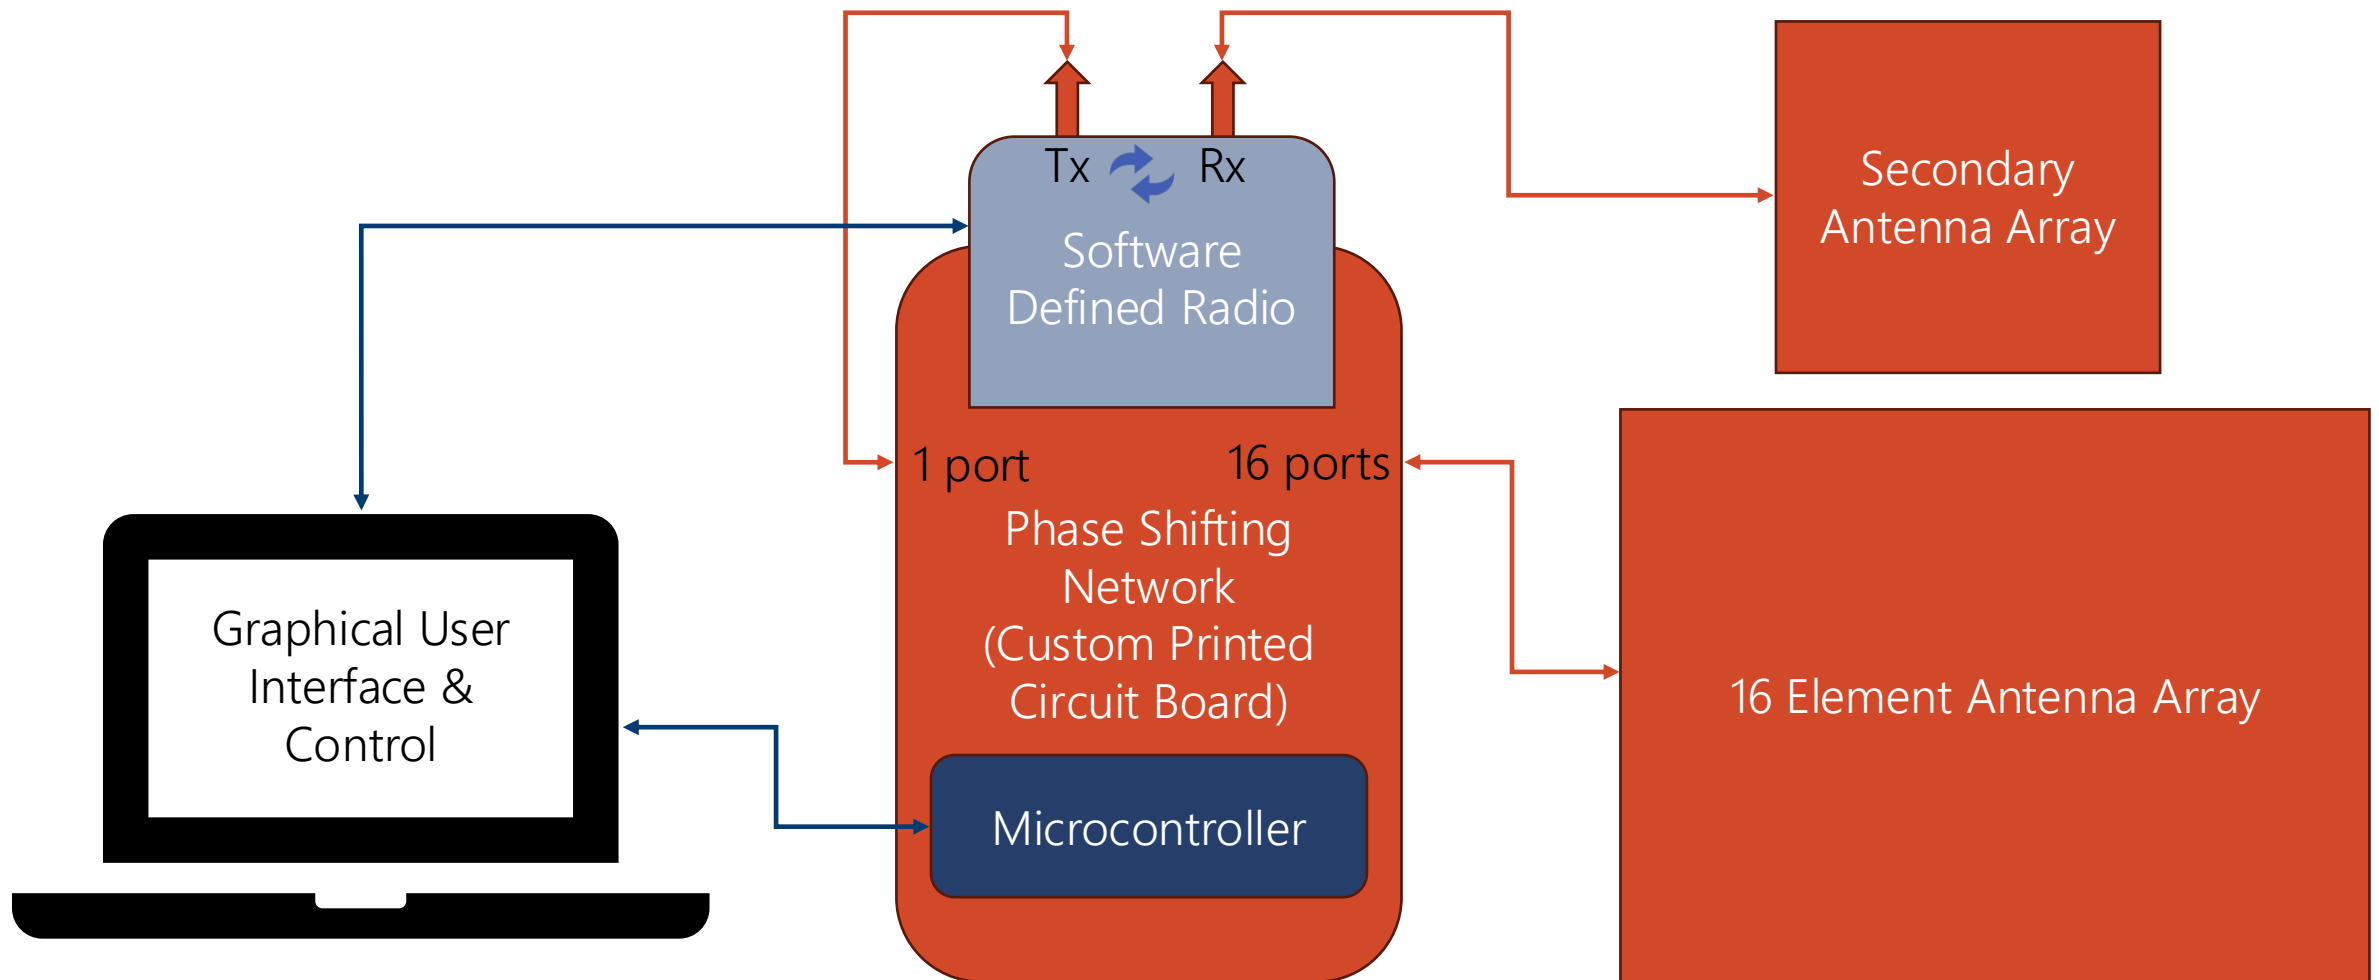 Tx
Rx
Software
Defined Radio
Secondary
Antenna Array
1 port
16 ports
Phase Shifting
Network
(Custom Printed
Circuit Board)
Microcontroller
Graphical User
Interface &
Control
16 Element Antenna Array